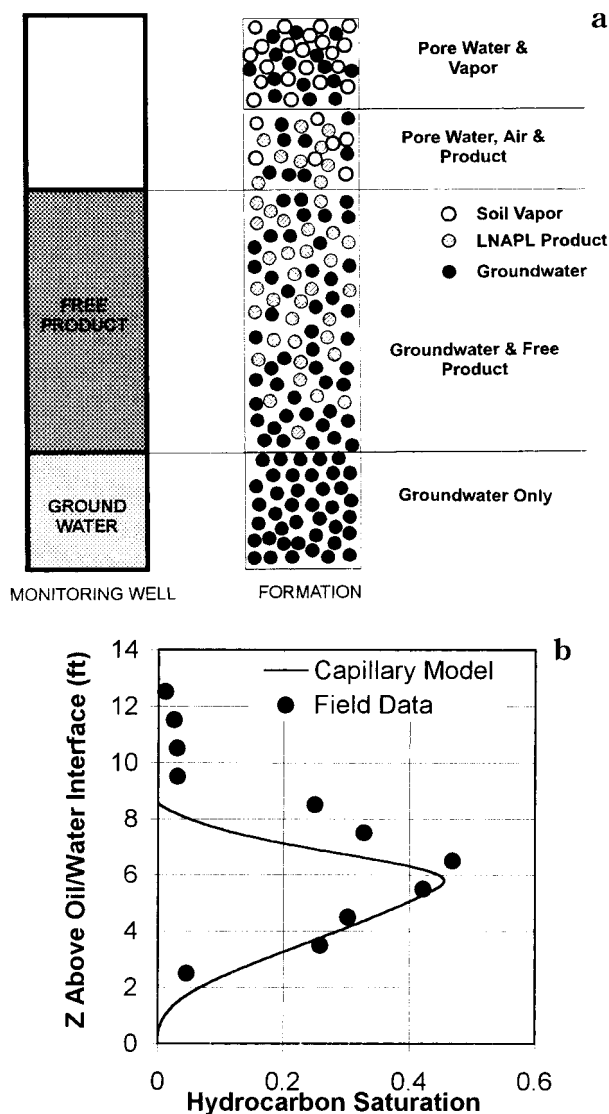 a
Pore Water &
Vapor
Pore Water, Air &
Product
Soil Vapor
LNAPL Product
Groundwater
FREE
PRODUCT
Groundwater & Free
Product
GROUND
WATER
Groundwater Only
MONITORING WELL
FORMATION
b
Z Above Oil/Water Interface (ft)
14
12
10
8
6
4
2
0
Capillary Model
Field Data
0
0.2
0.4
0.6
Hydrocarbon Saturation